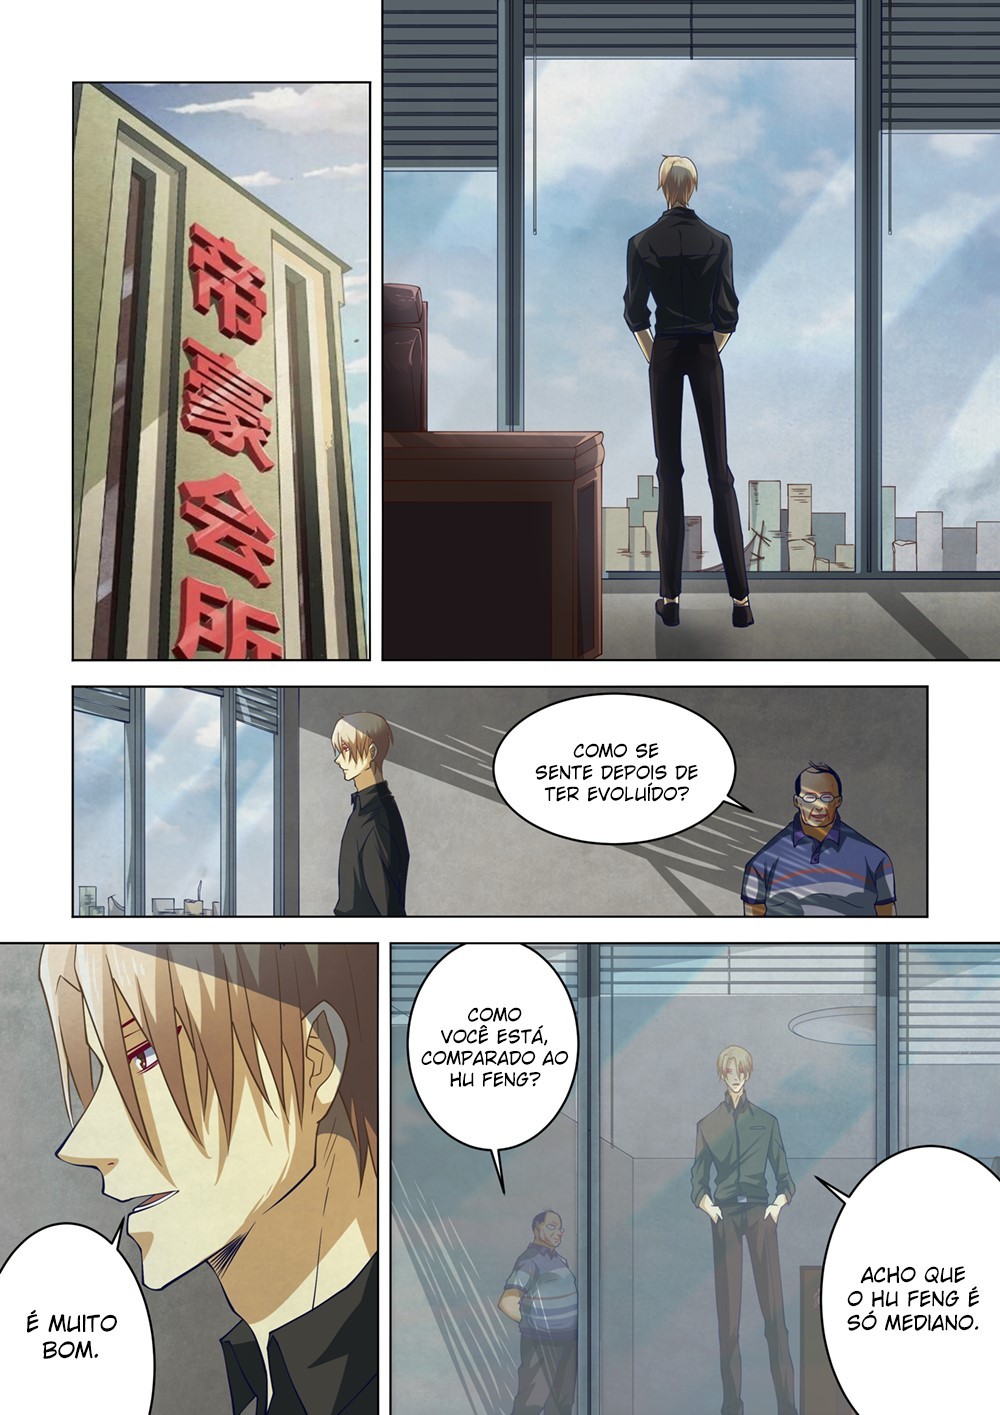 帝
豪
会
所
COMO SE
SENTE DEPOIS DE
TER EVOLUÍDO?
É MUITO
BOM.
COMO
VOCÊ ESTÁ,
COMPARADO AO
HU FENG?
ACHO QUE
O HU FENG É
SÓ MEDIANO.